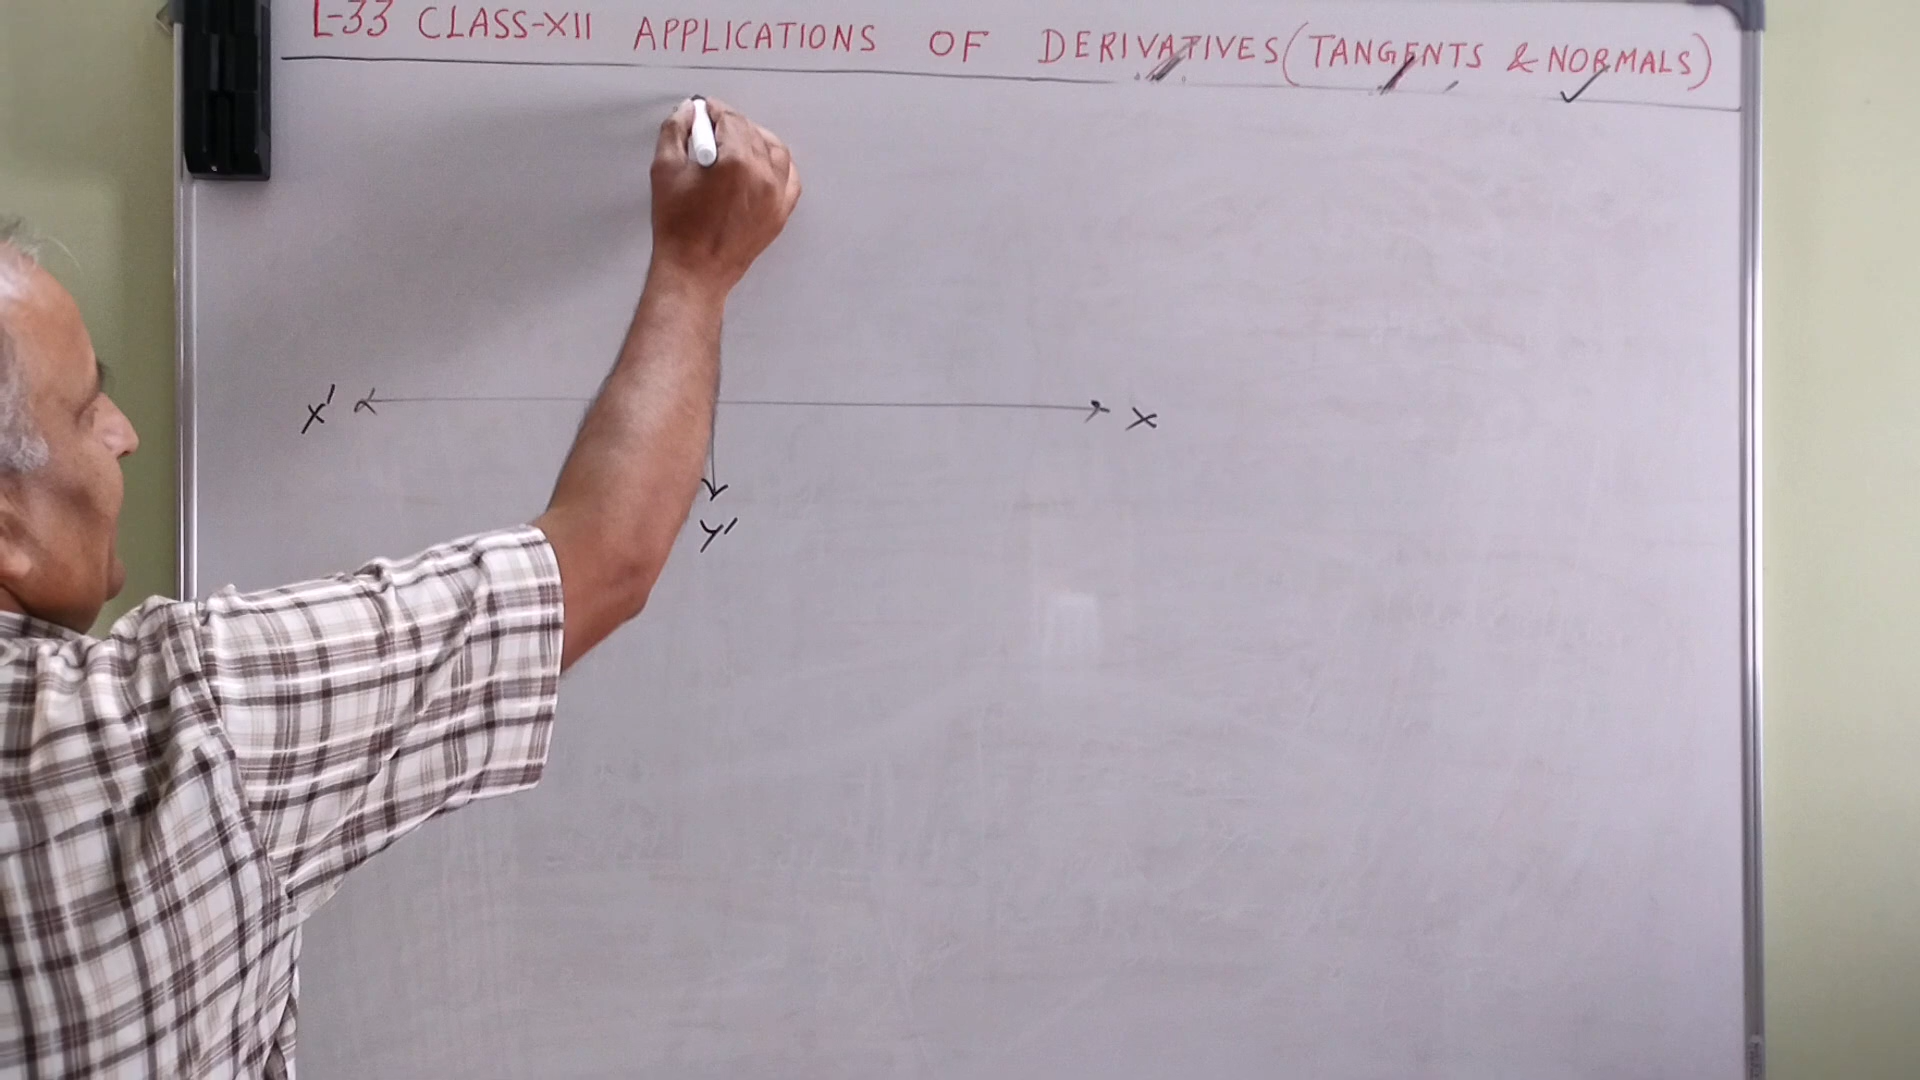 L-33 CLASS-XII APPLICATIONS OF DERIVATIVES (TANGENTS & NORMALS)
X' X
Y'